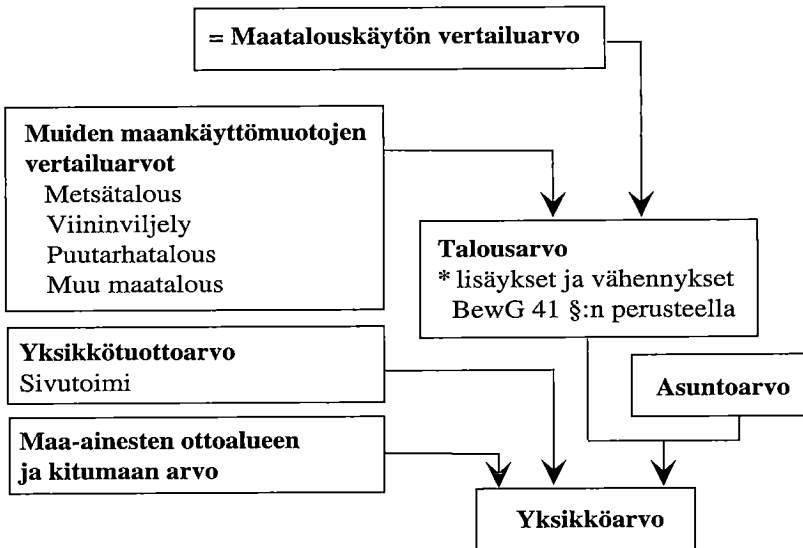 = Maatalouskäytön vertailuarvo
Muiden maankäyttömuotojen
vertailuarvot
Metsätalous
Viininviljely
Puutarhatalous
Muu maatalous
Talousarvo
* lisäykset ja vähennykset
BewG 41 §:n perusteella
Yksikkötuottoarvo
Sivutoimi
Asuntoarvo
Maa-ainesten ottoalueen
ja kitumaan arvo
Yksikköarvo